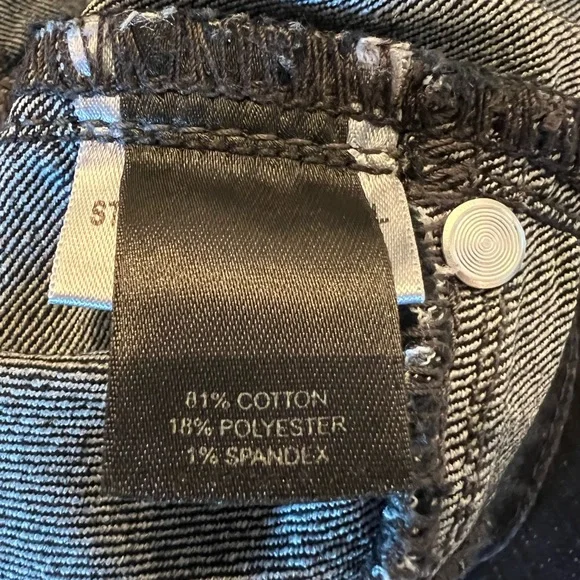 81% COTTON
18% POLYESTER
1% SPANDEX